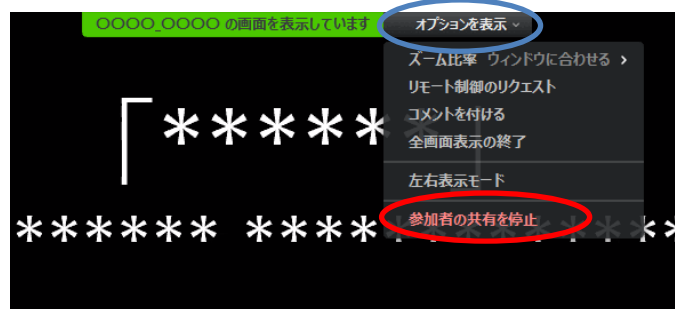 OOOO_OOOO の画面を表示しています オプションを表示
ズーム比率 ウィンドウに合わせる
リモート制御のリクエスト
コメントを付ける
全画面表示の終了
左右表示モード
参加者の共有を停止
「***** 」
****** *************